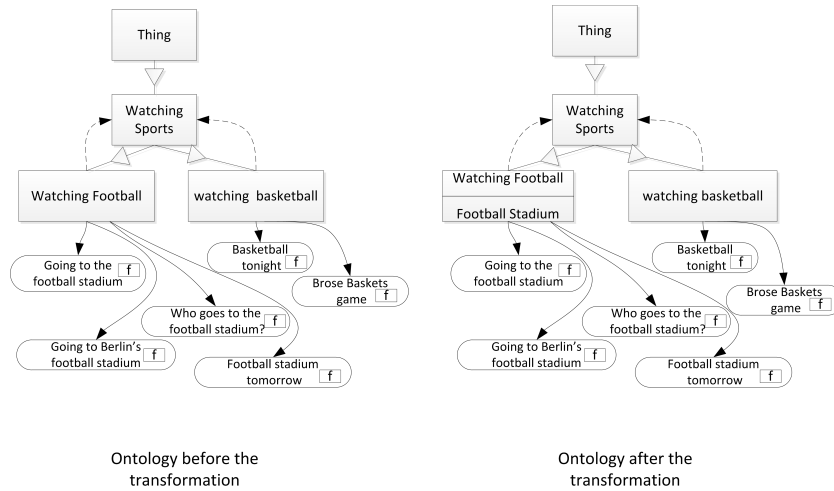 Thing
Watching
Sports
Watching Football
watching basketball
Going to the
football stadium
f
Basketball
tonight
f
Brose Baskets
game
f
Who goes to the
football stadium?
f
Going to Berlin's
football stadium
f
Football stadium
tomorrow
f
Ontology before the
transformation
Thing
Watching
Sports
Watching Football
Football Stadium
watching basketball
Going to the
football stadium
f
Basketball
tonight
f
Brose Baskets
game
f
Who goes to the
football stadium?
f
Going to Berlin's
football stadium
f
Football stadium
tomorrow
f
Ontology after the
transformation